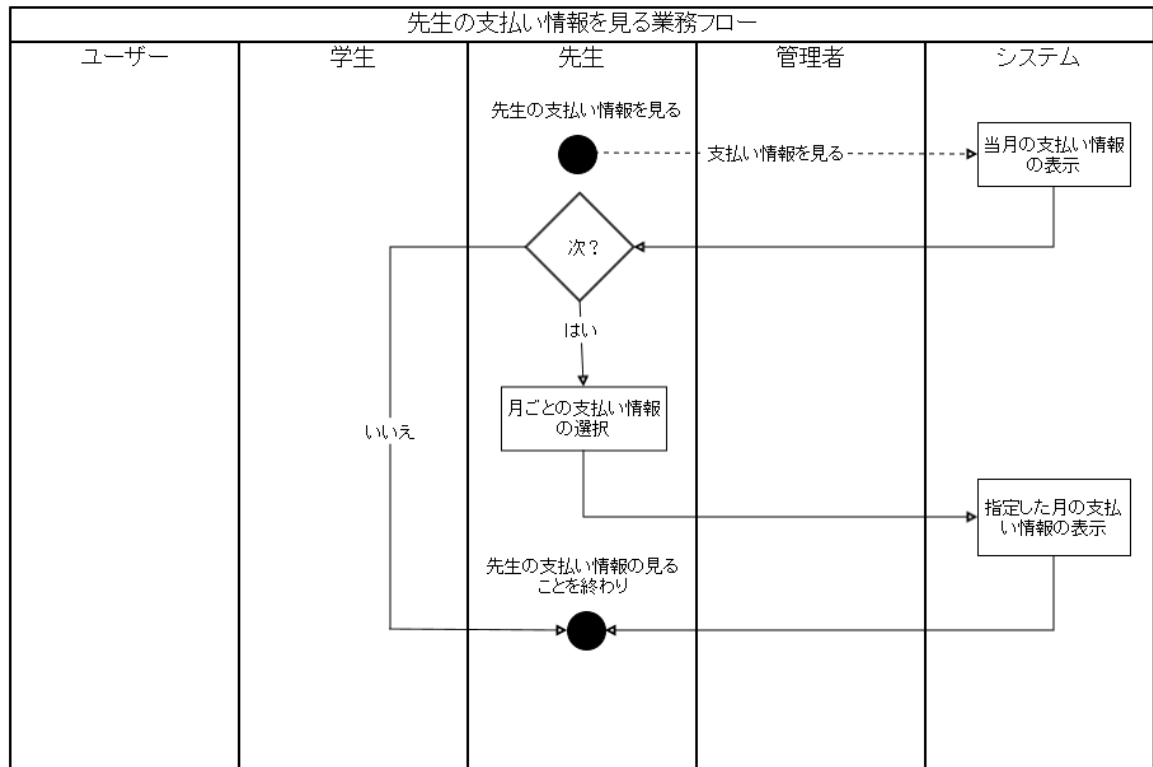 先生の支払い情報を見る業務フロー
ユーザー
学生
先生
管理者
システム
先生の支払い情報を見る
支払い情報を見る
当月の支払い情報
の表示
次?
はい
月ごとの支払い情報
の選択
いいえ
指定した月の支払
い情報の表示
先生の支払い情報の見る
ことを終わり